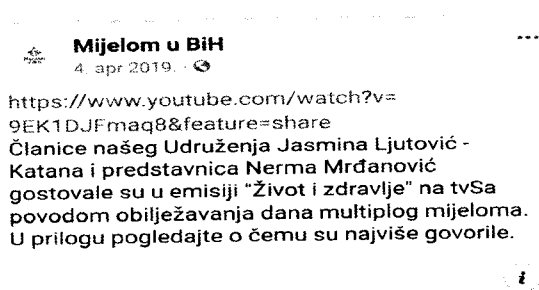 Mijelom u BiH
4. apr 2019. ·
https://www.youtube.com/watch?v=
9EK1DJFmaq8&feature=share
Članice našeg Udruženja Jasmina Ljutović -
Katana i predstavnica Nerma Mrđanović
gostovale su u emisiji "Život i zdravlje" na tvSa
povodom obilježavanja dana multiplog mijeloma.
U prilogu pogledajte o čemu su najviše govorile.